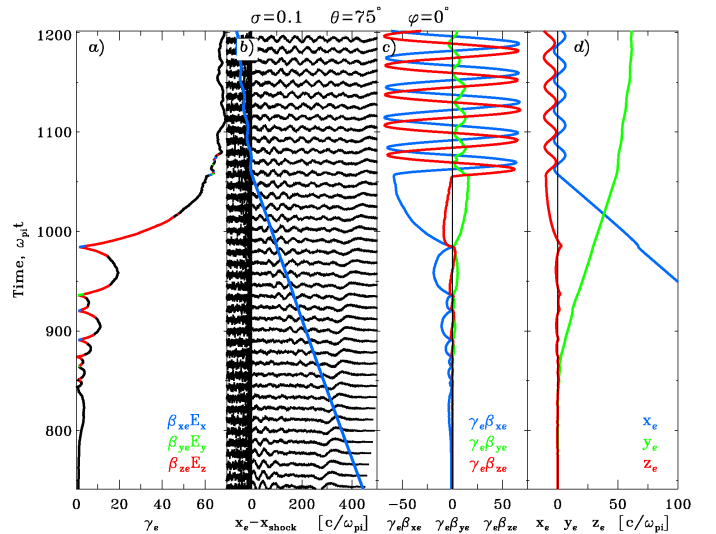 σ=0.1 θ=75° φ=0°
a) b) c) d)
1200
1100
1000
900
800
Time, ω_pi t
β_xe E_x γ_e β_xe x_e
β_ye E_y γ_e β_ye y_e
β_ze E_z γ_e β_ze z_e
0 20 40 60 0 200 400 −50 0 50 0 50 100
γ_e x_e−x_shock [c/ω_pi] γ_e β_xe γ_e β_ye γ_e β_ze x_e y_e z_e [c/ω_pi]